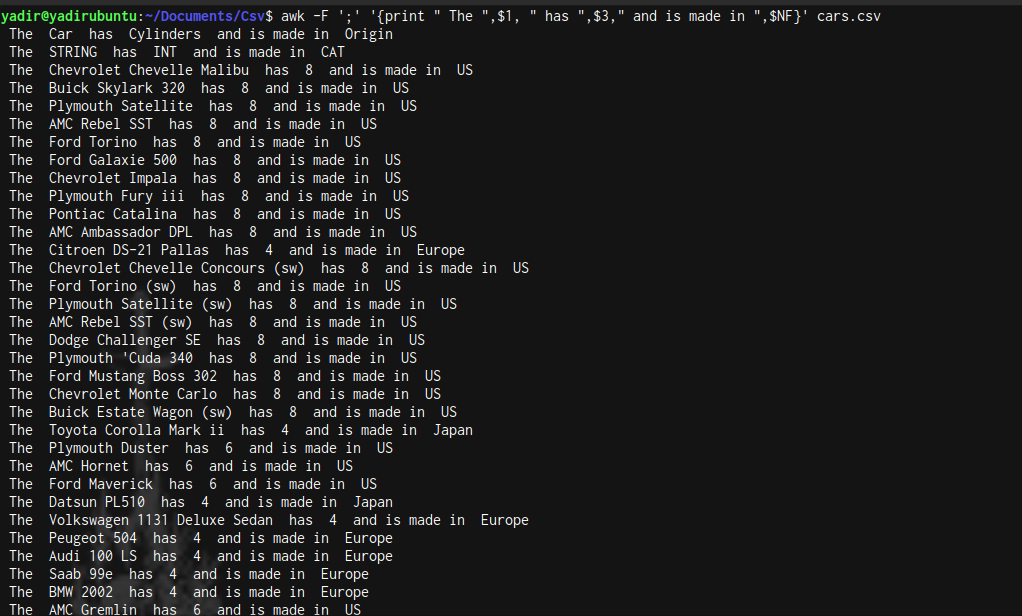 yadir@yadirubuntu:~/Documents/Csv$ awk -F ';' '{print " The ",$1, " has ",$3," and is made in ",$NF}' cars.csv
 The  Car  has  Cylinders  and is made in  Origin
 The  STRING  has  INT  and is made in  CAT
 The  Chevrolet Chevelle Malibu  has  8  and is made in  US
 The  Buick Skylark 320  has  8  and is made in  US
 The  Plymouth Satellite  has  8  and is made in  US
 The  AMC Rebel SST  has  8  and is made in  US
 The  Ford Torino  has  8  and is made in  US
 The  Ford Galaxie 500  has  8  and is made in  US
 The  Chevrolet Impala  has  8  and is made in  US
 The  Plymouth Fury iii  has  8  and is made in  US
 The  Pontiac Catalina  has  8  and is made in  US
 The  AMC Ambassador DPL  has  8  and is made in  US
 The  Citroen DS-21 Pallas  has  4  and is made in  Europe
 The  Chevrolet Chevelle Concours (sw)  has  8  and is made in  US
 The  Ford Torino (sw)  has  8  and is made in  US
 The  Plymouth Satellite (sw)  has  8  and is made in  US
 The  AMC Rebel SST (sw)  has  8  and is made in  US
 The  Dodge Challenger SE  has  8  and is made in  US
 The  Plymouth 'Cuda 340  has  8  and is made in  US
 The  Ford Mustang Boss 302  has  8  and is made in  US
 The  Chevrolet Monte Carlo  has  8  and is made in  US
 The  Buick Estate Wagon (sw)  has  8  and is made in  US
 The  Toyota Corolla Mark ii  has  4  and is made in  Japan
 The  Plymouth Duster  has  6  and is made in  US
 The  AMC Hornet  has  6  and is made in  US
 The  Ford Maverick  has  6  and is made in  US
 The  Datsun PL510  has  4  and is made in  Japan
 The  Volkswagen 1131 Deluxe Sedan  has  4  and is made in  Europe
 The  Peugeot 504  has  4  and is made in  Europe
 The  Audi 100 LS  has  4  and is made in  Europe
 The  Saab 99e  has  4  and is made in  Europe
 The  BMW 2002  has  4  and is made in  Europe
 The  AMC Gremlin  has  6  and is made in  US